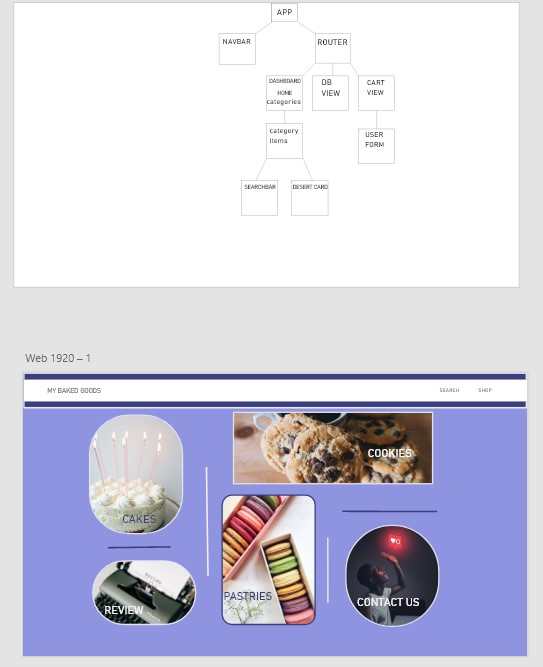 APP
NAVBAR
ROUTER
DASHBOARD
HOME
categories
DB
VIEW
CART
VIEW
category
items
USER
FORM
SEARCHBAR
DESERT CARD
Web 1920 – 1
MY BAKED GOODS
SEARCH
SHOP
COOKIES
CAKES
PASTRIES
REVIEW
CONTACT US